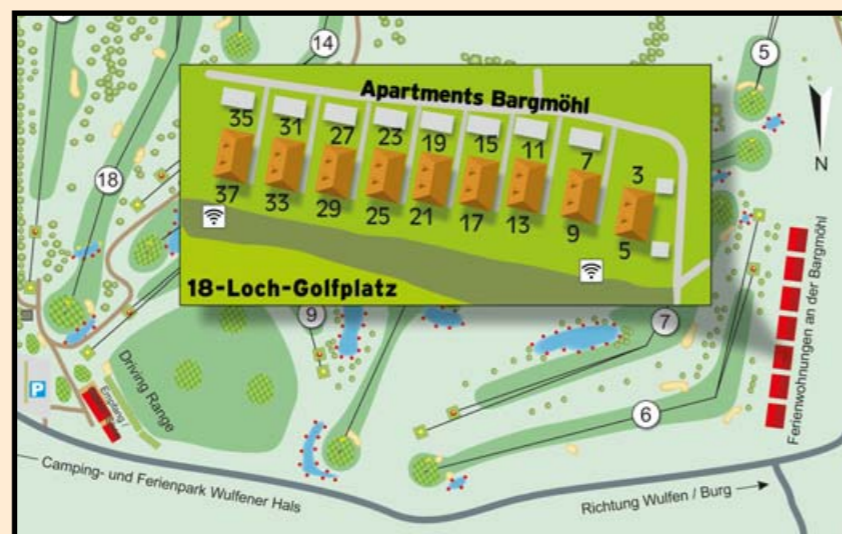 14
5
18
Apartments Bargmöhl
35 31 27 23 19 15 11 7 3
37 33 29 25 21 17 13 9 5
18-Loch-Golfplatz
N
9
7
6
Ferienwohnungen an der Bargmöhl
Driving Range
Empfang /
P
Camping- und Ferienpark Wulfener Hals
Richtung Wulfen / Burg